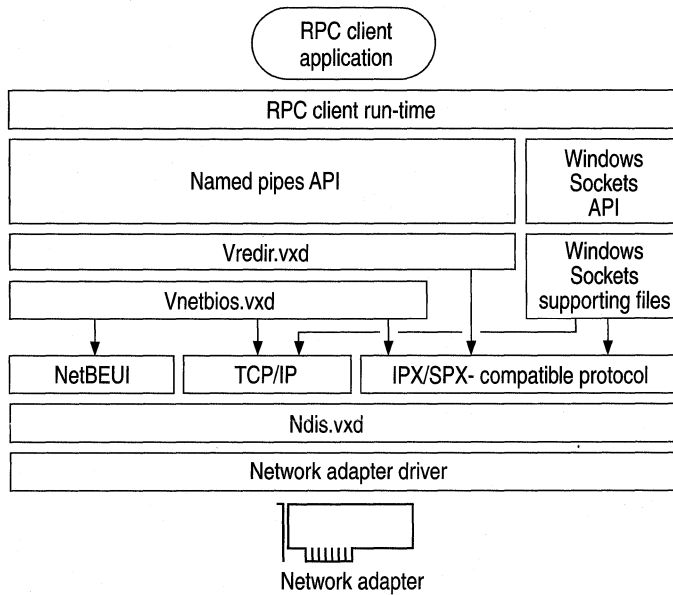 RPC client
application
RPC client run-time
Named pipes API
Windows
Sockets
API
Vredir.vxd
Windows
Sockets
supporting files
Vnetbios.vxd
NetBEUI
TCP/IP
IPX/SPX- compatible protocol
Ndis.vxd
Network adapter driver
Network adapter